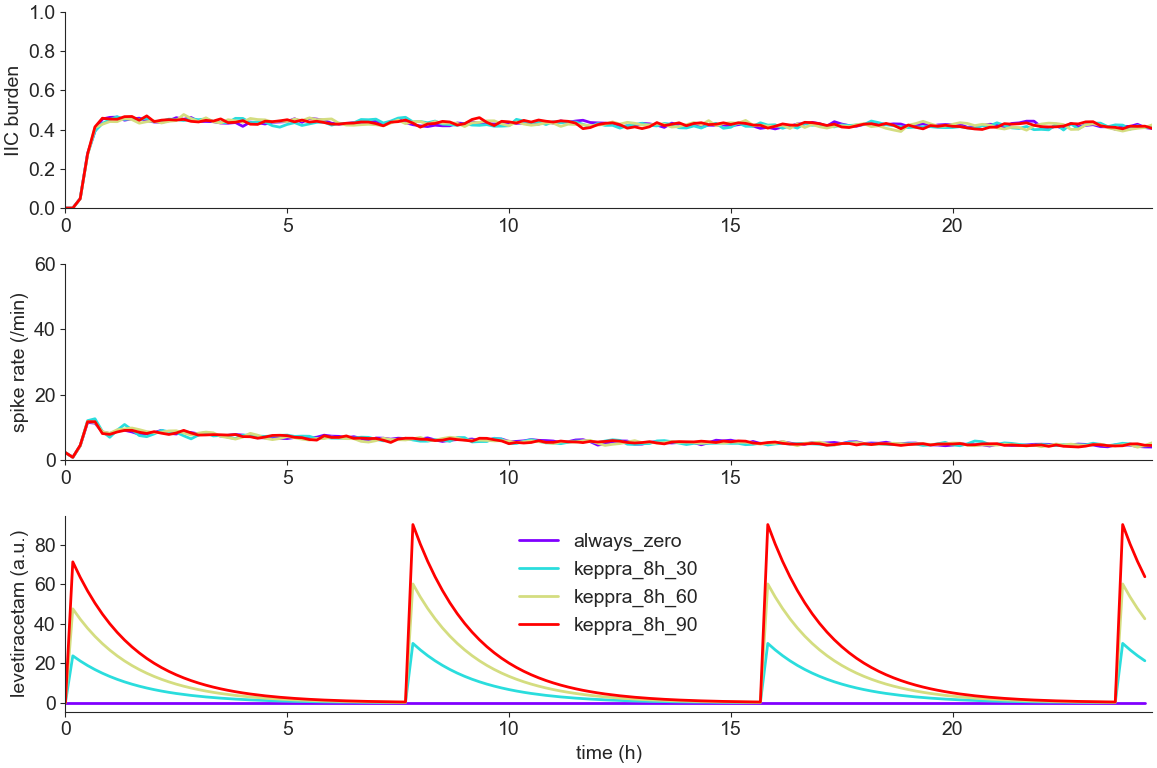 1.0
0.8
0.6
0.4
0.2
0.0
IIC burden
0 5 10 15 20
60
40
20
0
spike rate (/min)
0 5 10 15 20
80
60
40
20
0
levetiracetam (a.u.)
always_zero
keppra_8h_30
keppra_8h_60
keppra_8h_90
0 5 10 15 20
time (h)